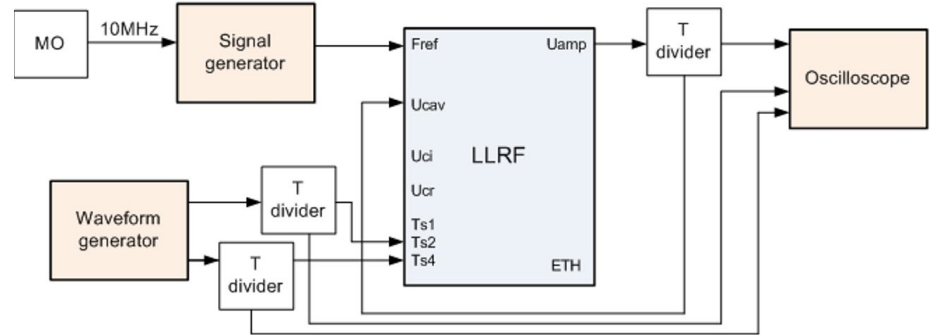 MO
10MHz
Signal
generator
Fref
Uamp
T
divider
Oscilloscope
Ucav
Uci
LLRF
Ucr
Waveform
generator
T
divider
T
divider
Ts1
Ts2
Ts4
ETH